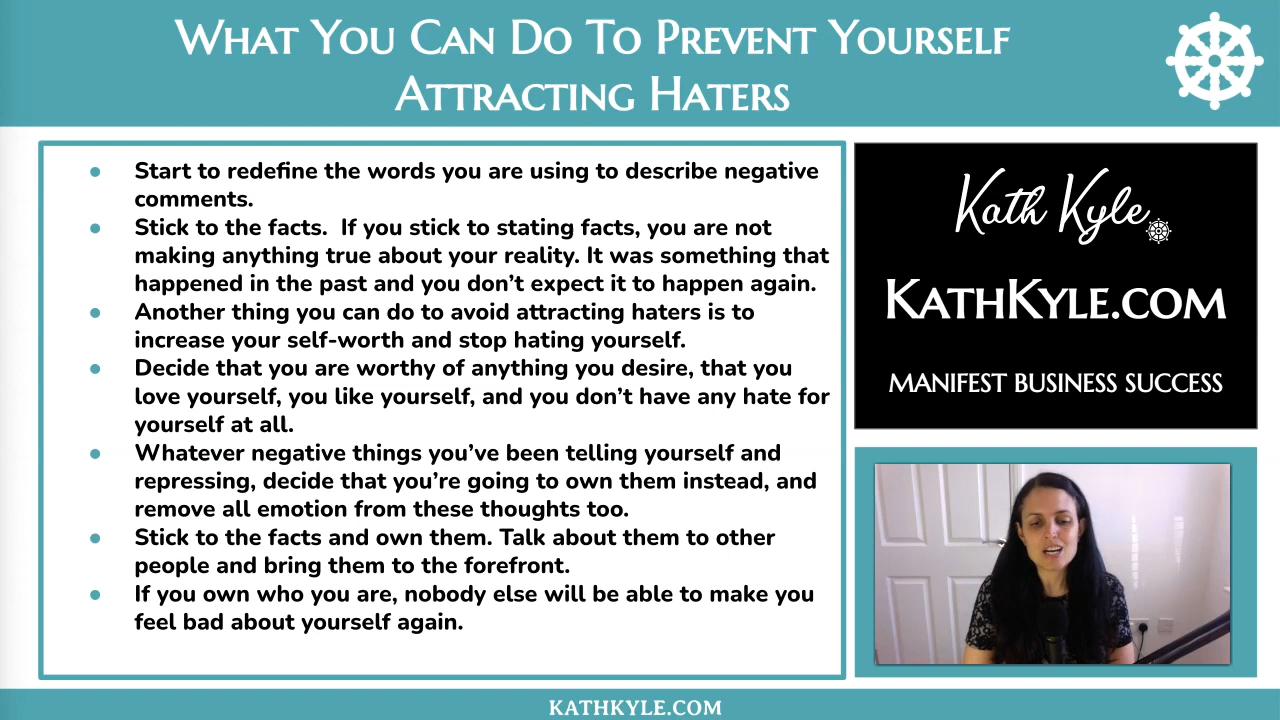 What You Can Do To Prevent Yourself
Attracting Haters
Start to redefine the words you are using to describe negative
comments.
Stick to the facts.  If you stick to stating facts, you are not
making anything true about your reality. It was something that
happened in the past and you don’t expect it to happen again.
Another thing you can do to avoid attracting haters is to
increase your self-worth and stop hating yourself.
Decide that you are worthy of anything you desire, that you
love yourself, you like yourself, and you don’t have any hate for
yourself at all.
Whatever negative things you’ve been telling yourself and
repressing, decide that you’re going to own them instead, and
remove all emotion from these thoughts too.
Stick to the facts and own them. Talk about them to other
people and bring them to the forefront.
If you own who you are, nobody else will be able to make you
feel bad about yourself again.
Kath Kyle
KathKyle.com
MANIFEST BUSINESS SUCCESS
KATHKYLE.COM